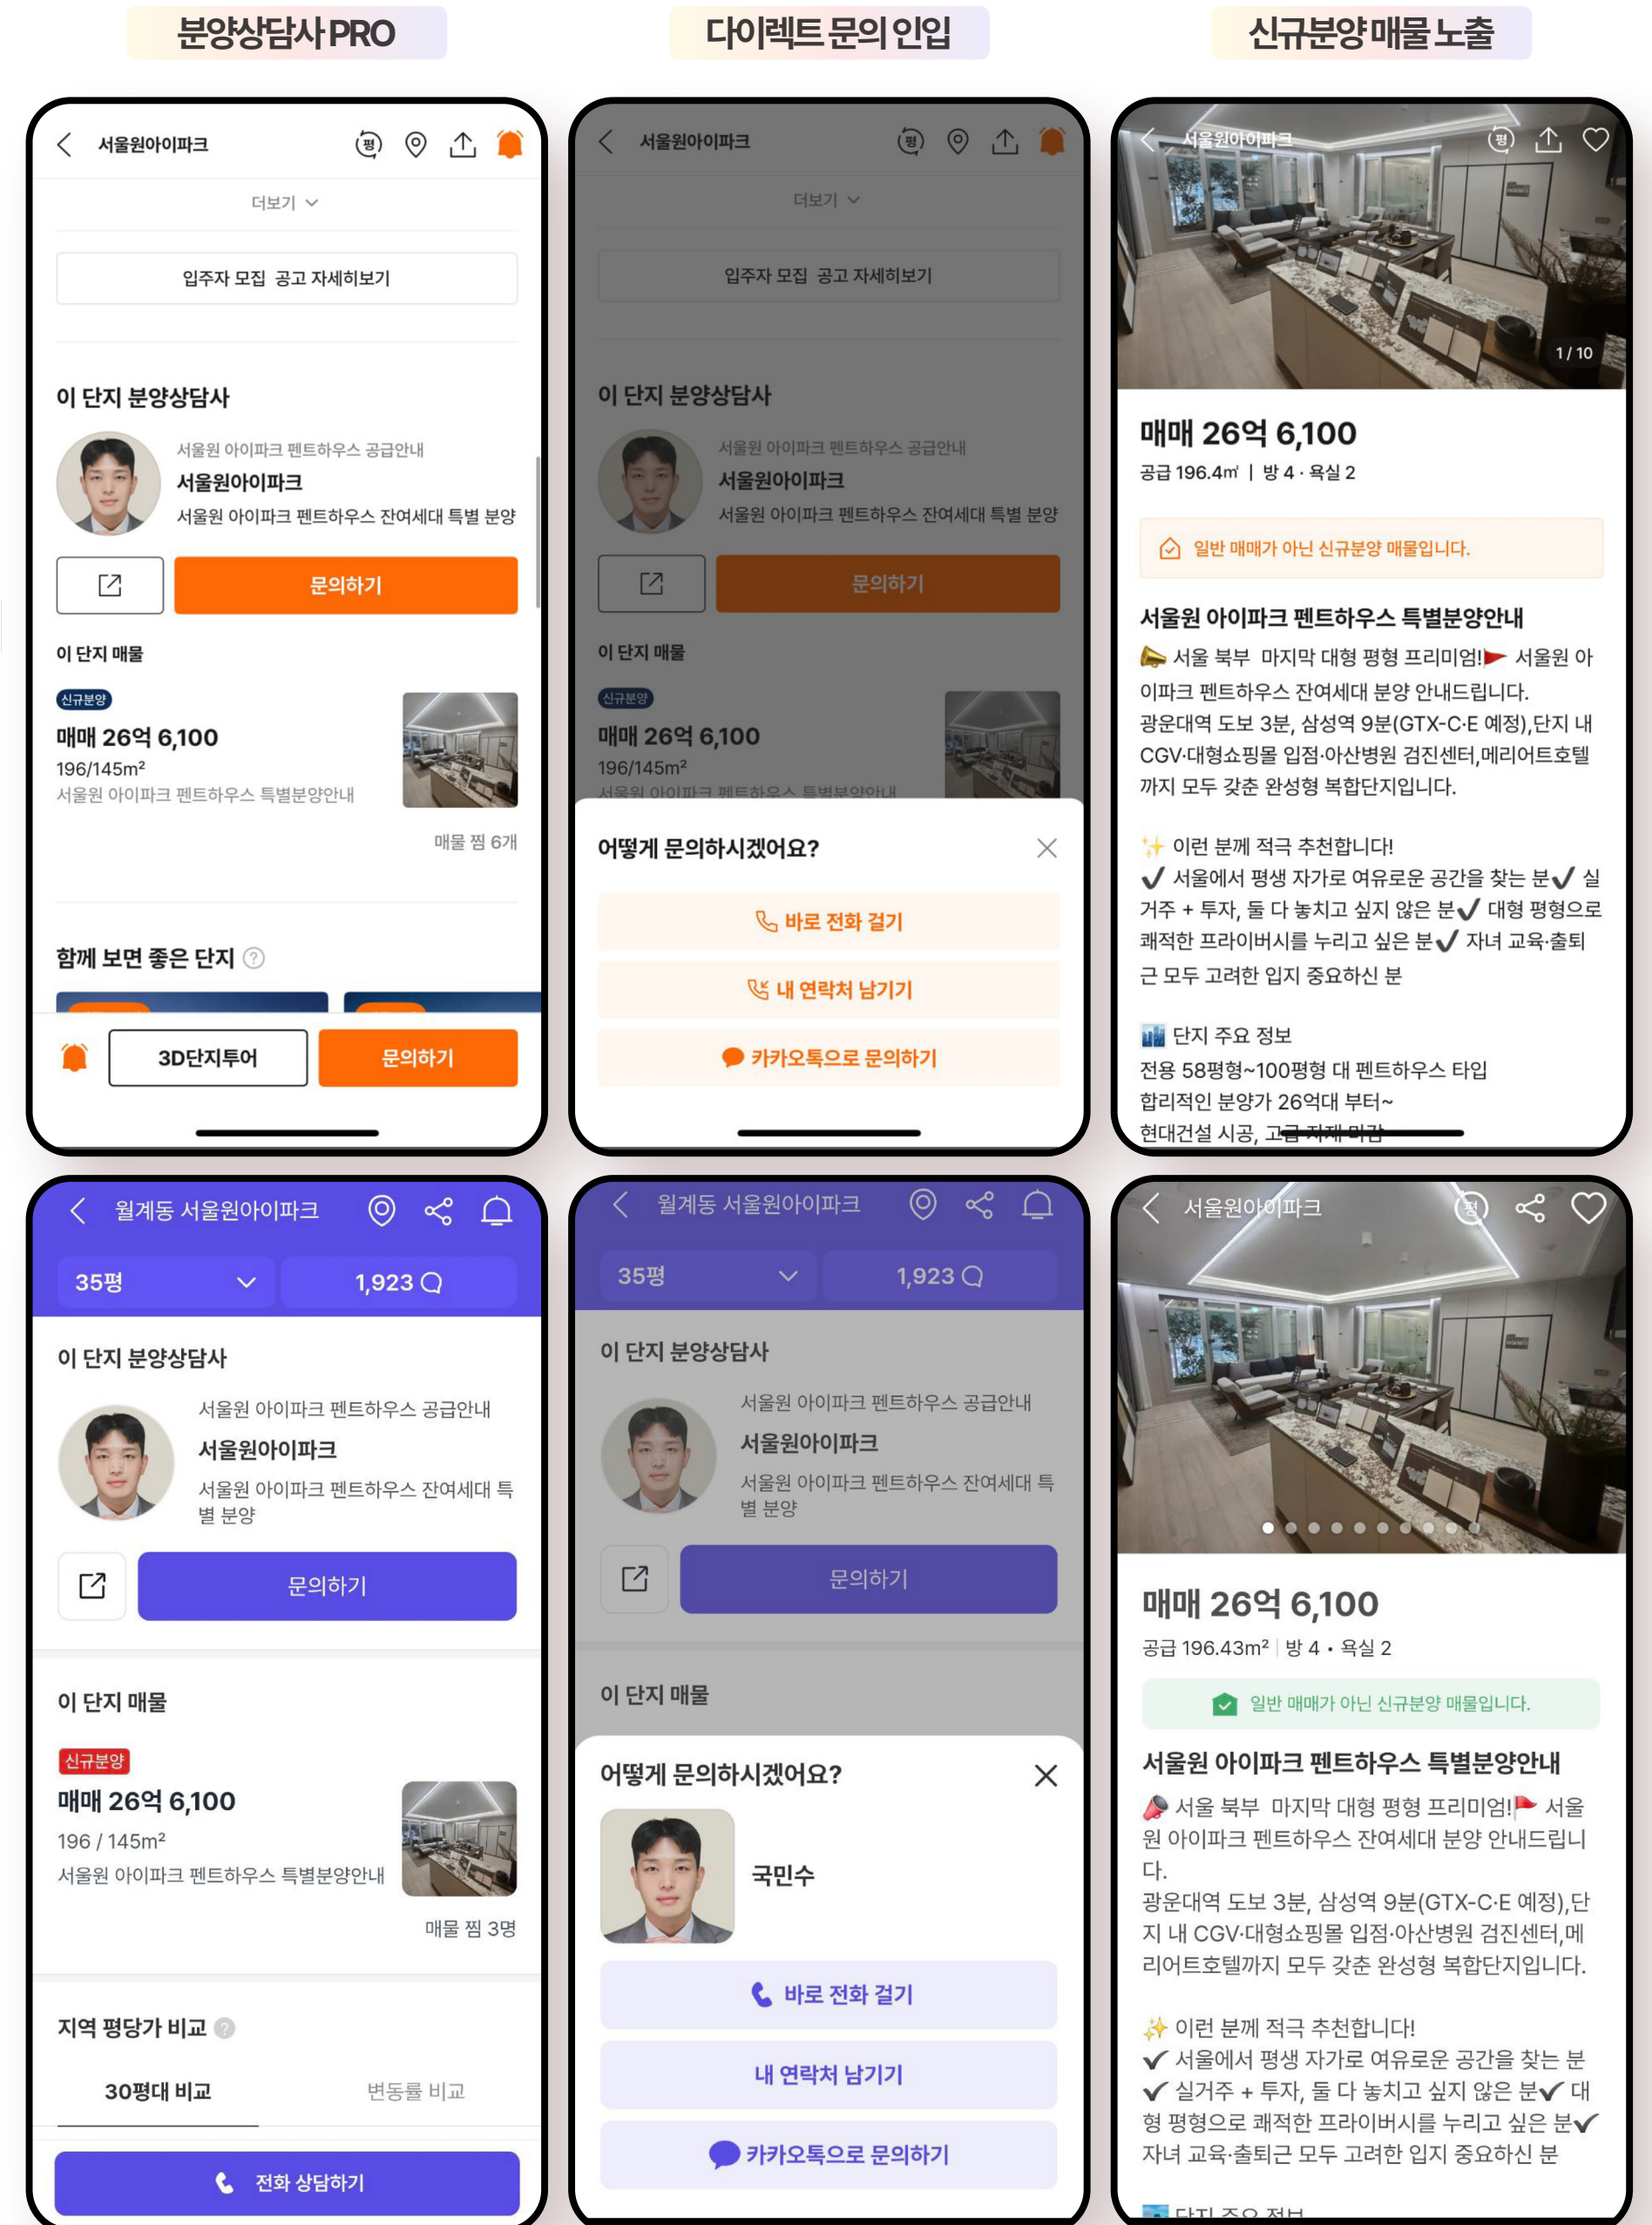 분양상담사 PRO
다이렉트 문의 인입
신규분양 매물 노출
서울원아이파크
평
더보기
입주자 모집 공고 자세히보기
이 단지 분양상담사
서울원 아이파크 펜트하우스 공급안내
서울원아이파크
서울원 아이파크 펜트하우스 잔여세대 특별 분양
문의하기
이 단지 매물
신규분양
매매 26억 6,100
196/145m²
서울원 아이파크 펜트하우스 특별분양안내
매물 찜 6개
함께 보면 좋은 단지 ?
3D단지투어
문의하기
서울원아이파크
평
더보기
입주자 모집 공고 자세히보기
이 단지 분양상담사
서울원 아이파크 펜트하우스 공급안내
서울원아이파크
서울원 아이파크 펜트하우스 잔여세대 특별 분양
문의하기
이 단지 매물
신규분양
매매 26억 6,100
196/145m²
서울원 아이파크 펜트하우스 특별분양안내
어떻게 문의하시겠어요?
바로 전화 걸기
내 연락처 남기기
카카오톡으로 문의하기
서울원아이파크
평
1 / 10
매매 26억 6,100
공급 196.4㎡ | 방 4 · 욕실 2
일반 매매가 아닌 신규분양 매물입니다.
서울원 아이파크 펜트하우스 특별분양안내
📣 서울 북부 마지막 대형 평형 프리미엄!🚩 서울원 아
이파크 펜트하우스 잔여세대 분양 안내드립니다.
광운대역 도보 3분, 삼성역 9분(GTX-C·E 예정),단지 내
CGV·대형쇼핑몰 입점·아산병원 검진센터,메리어트호텔
까지 모두 갖춘 완성형 복합단지입니다.
✨ 이런 분께 적극 추천합니다!
✔ 서울에서 평생 자가로 여유로운 공간을 찾는 분✔ 실
거주 + 투자, 둘 다 놓치고 싶지 않은 분✔ 대형 평형으로
쾌적한 프라이버시를 누리고 싶은 분✔ 자녀 교육·출퇴
근 모두 고려한 입지 중요하신 분
🏙 단지 주요 정보
전용 58평형~100평형 대 펜트하우스 타입
합리적인 분양가 26억대 부터~
현대건설 시공, 고급 자재 마감
월계동 서울원아이파크
35평
1,923
이 단지 분양상담사
서울원 아이파크 펜트하우스 공급안내
서울원아이파크
서울원 아이파크 펜트하우스 잔여세대 특
별 분양
문의하기
이 단지 매물
신규분양
매매 26억 6,100
196 / 145m²
서울원 아이파크 펜트하우스 특별분양안내
매물 찜 3명
지역 평당가 비교 ?
30평대 비교
변동률 비교
전화 상담하기
월계동 서울원아이파크
35평
1,923
이 단지 분양상담사
서울원 아이파크 펜트하우스 공급안내
서울원아이파크
서울원 아이파크 펜트하우스 잔여세대 특
별 분양
문의하기
이 단지 매물
어떻게 문의하시겠어요?
국민수
바로 전화 걸기
내 연락처 남기기
카카오톡으로 문의하기
서울원아이파크
평
매매 26억 6,100
공급 196.43m² | 방 4 • 욕실 2
일반 매매가 아닌 신규분양 매물입니다.
서울원 아이파크 펜트하우스 특별분양안내
📣 서울 북부 마지막 대형 평형 프리미엄!🚩 서울
원 아이파크 펜트하우스 잔여세대 분양 안내드립니
다.
광운대역 도보 3분, 삼성역 9분(GTX-C·E 예정),단
지 내 CGV·대형쇼핑몰 입점·아산병원 검진센터,메
리어트호텔까지 모두 갖춘 완성형 복합단지입니다.
✨ 이런 분께 적극 추천합니다!
✔ 서울에서 평생 자가로 여유로운 공간을 찾는 분
✔ 실거주 + 투자, 둘 다 놓치고 싶지 않은 분✔ 대
형 평형으로 쾌적한 프라이버시를 누리고 싶은 분✔
자녀 교육·출퇴근 모두 고려한 입지 중요하신 분
단지 주요 정보